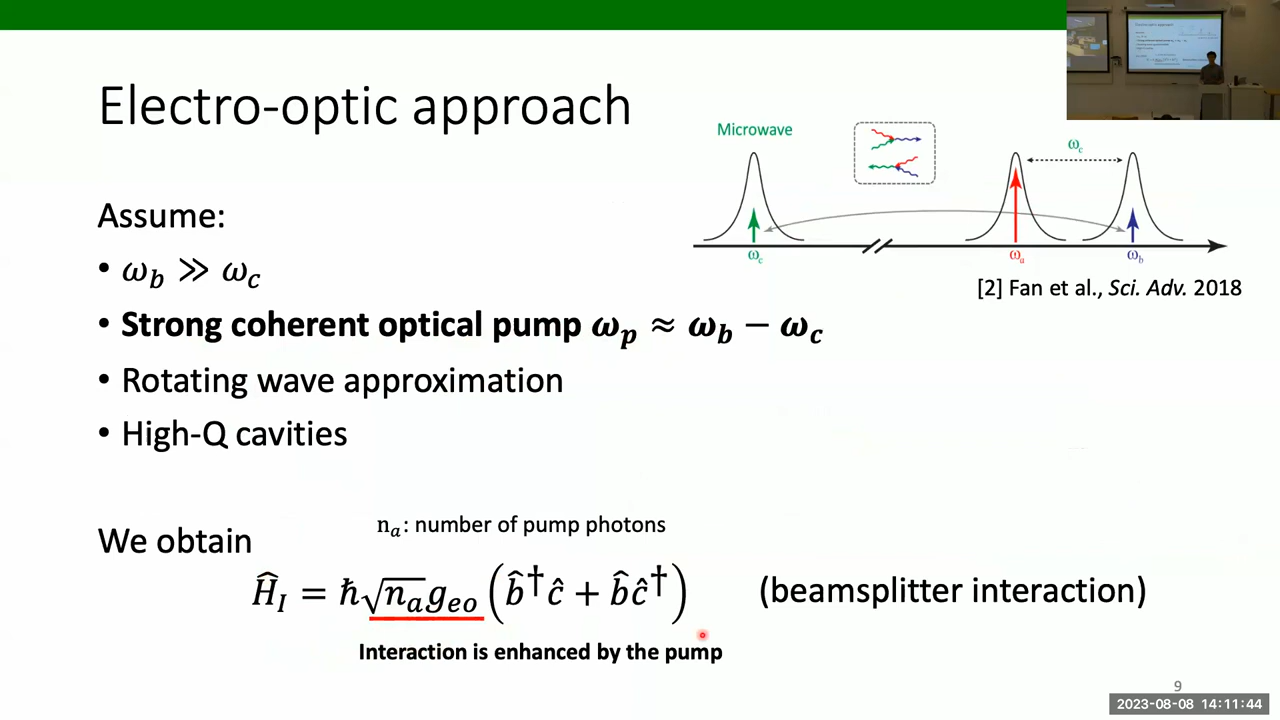 Electro-optic approach
Microwave
ω_c
ω_c
ω_a
ω_b
[2] Fan et al., Sci. Adv. 2018
Assume:
• ω_b ≫ ω_c
• Strong coherent optical pump ω_p ≈ ω_b − ω_c
• Rotating wave approximation
• High-Q cavities
n_a: number of pump photons
We obtain
Ĥ_I = ħ√n_a g_eo (b̂†ĉ + b̂ĉ†) (beamsplitter interaction)
Interaction is enhanced by the pump
9
2023-08-08 14:11:44